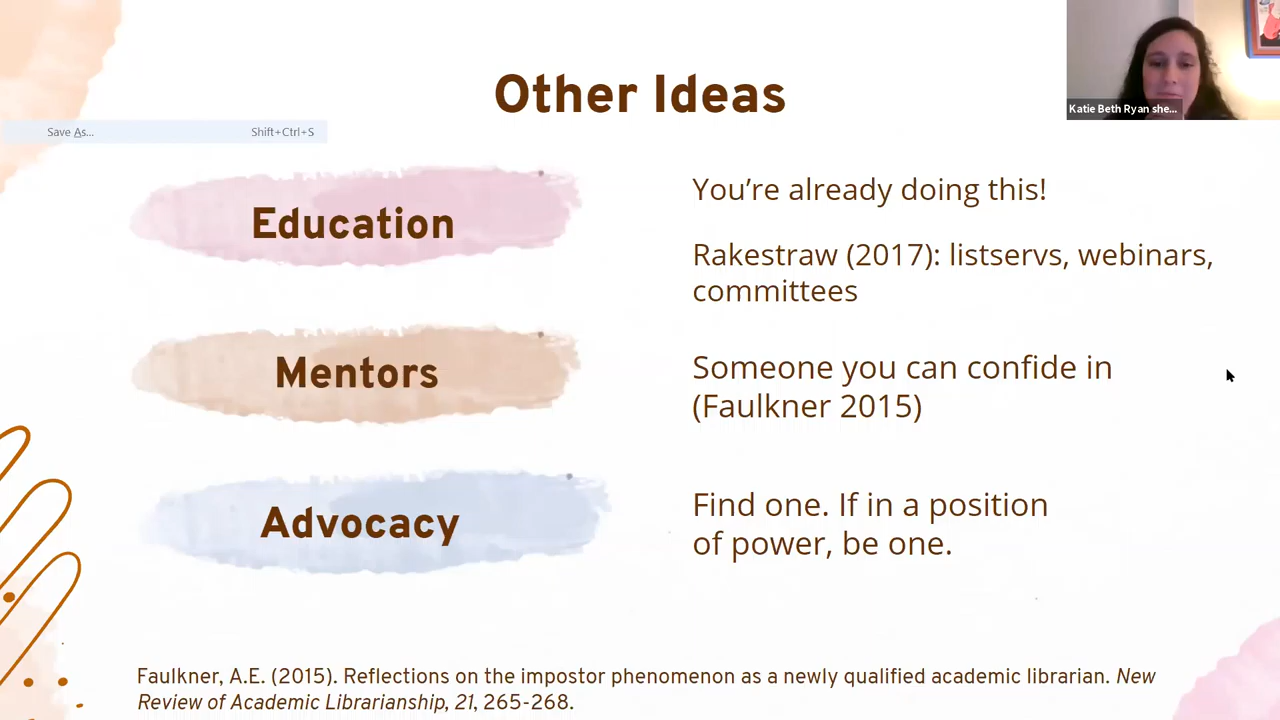 Other Ideas
Katie Beth Ryan she...
Save As... Shift+Ctrl+S
Education
You’re already doing this!
Rakestraw (2017): listservs, webinars,
committees
Mentors
Someone you can confide in
(Faulkner 2015)
Advocacy
Find one. If in a position
of power, be one.
Faulkner, A.E. (2015). Reflections on the impostor phenomenon as a newly qualified academic librarian. New
Review of Academic Librarianship, 21, 265-268.